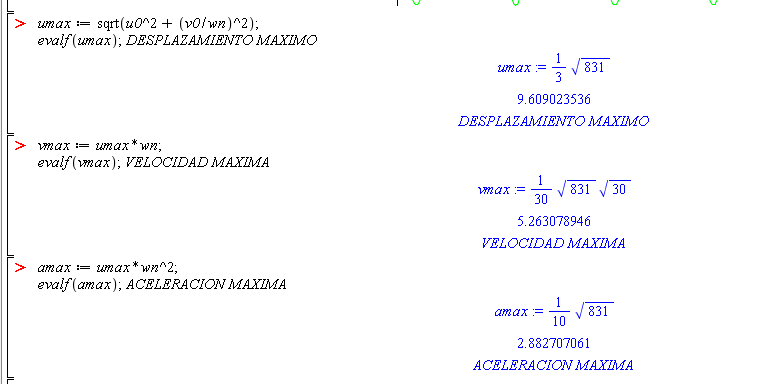 > umax := sqrt(u0^2 + (v0/wn)^2);
evalf(umax); DESPLAZAMIENTO MAXIMO
umax := 1/3 √831
9.609023536
DESPLAZAMIENTO MAXIMO
> vmax := umax*wn;
evalf(vmax); VELOCIDAD MAXIMA
vmax := 1/30 √831 √30
5.263078946
VELOCIDAD MAXIMA
> amax := umax*wn^2;
evalf(amax); ACELERACION MAXIMA
amax := 1/10 √831
2.882707061
ACELERACION MAXIMA